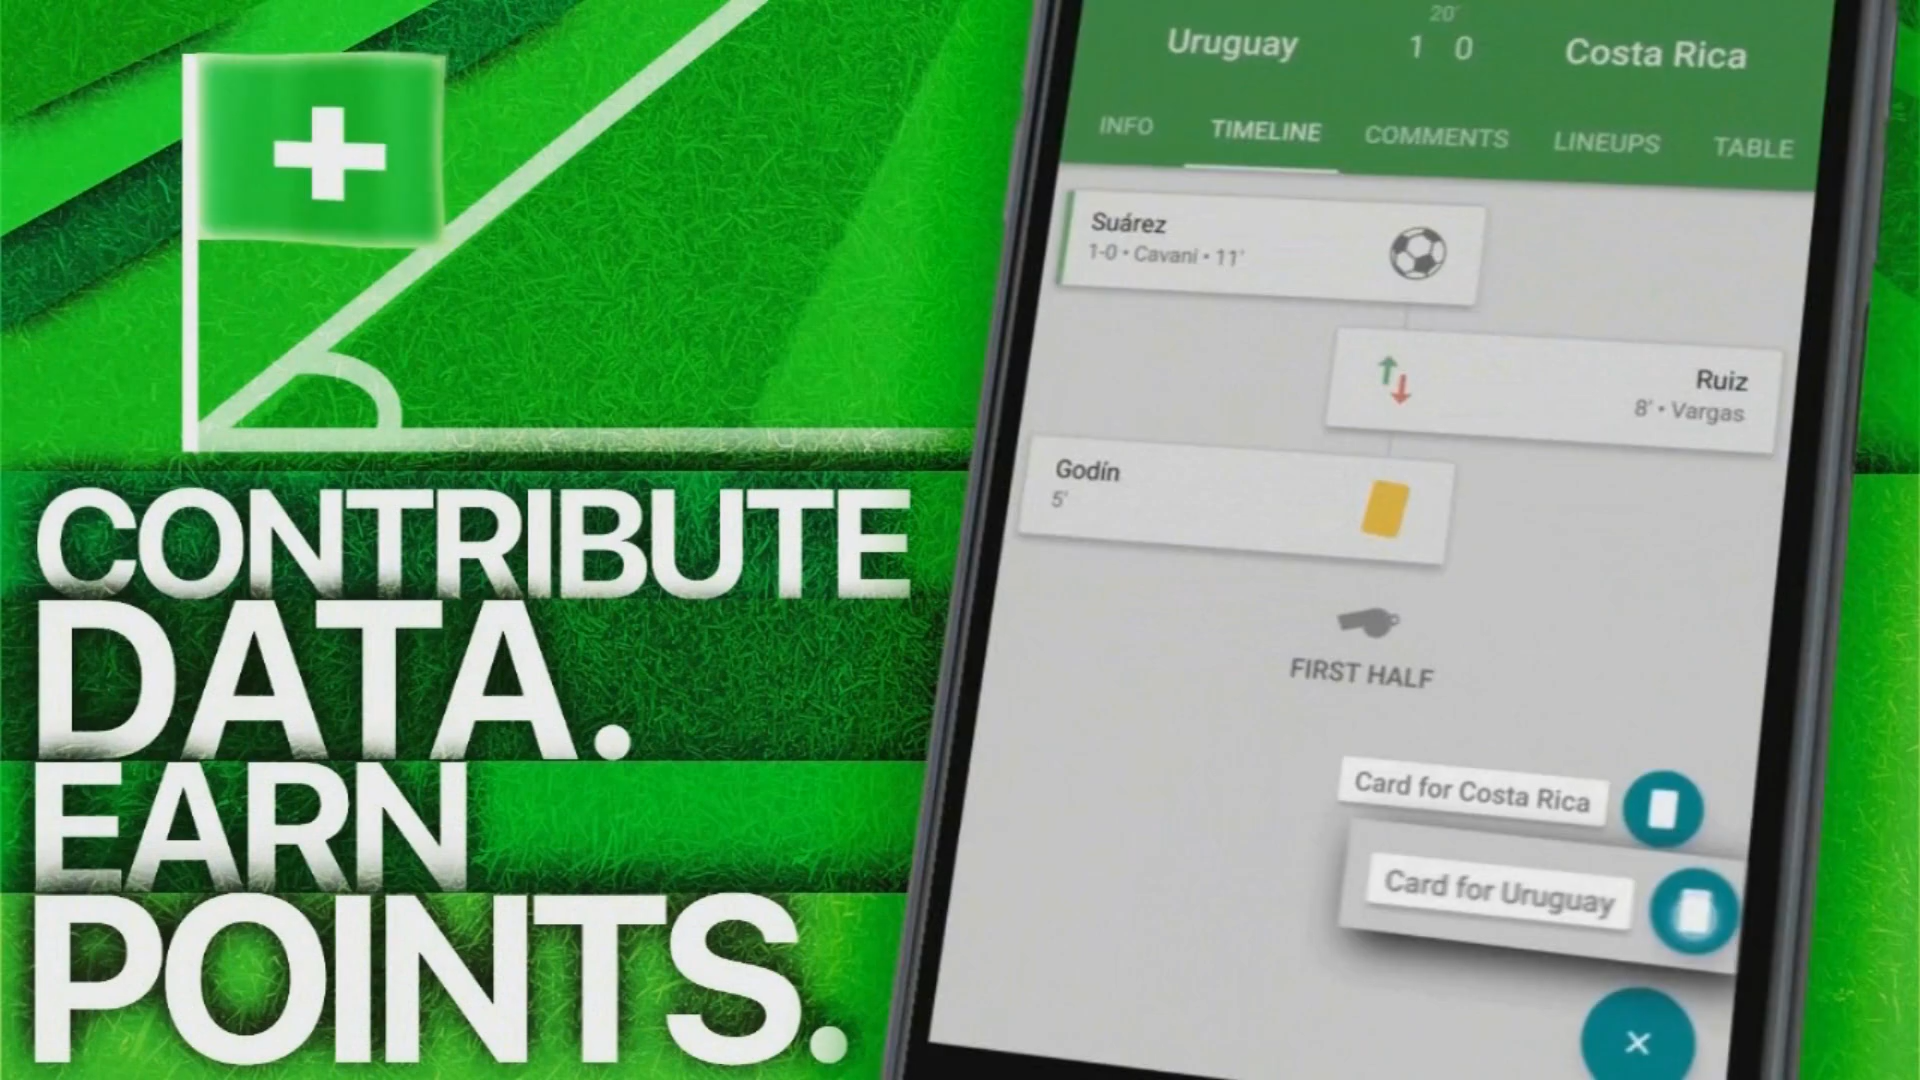 CONTRIBUTE
DATA.
EARN
POINTS.
20'
Uruguay 1 0 Costa Rica
INFO TIMELINE COMMENTS LINEUPS TABLE
Suárez
1-0 • Cavani • 11'
Ruiz
8' • Vargas
Godín
5'
FIRST HALF
Card for Costa Rica
Card for Uruguay